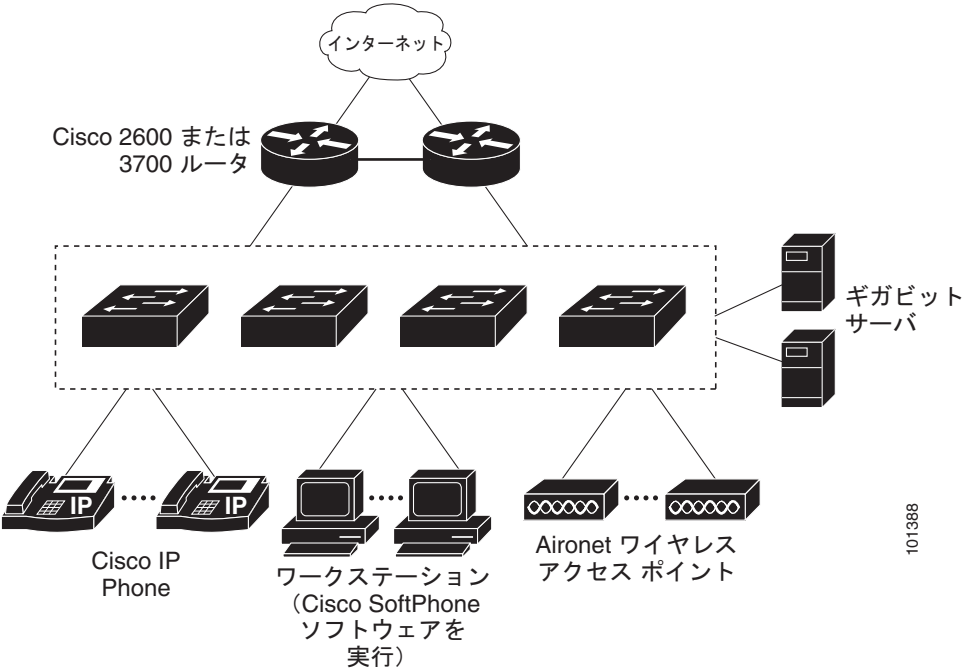 インターネット
Cisco 2600 または
3700 ルータ
ギガビット
サーバ
IP
IP
Cisco IP
Phone
ワークステーション
（Cisco SoftPhone
ソフトウェアを
実行）
Aironet ワイヤレス
アクセス ポイント
101388